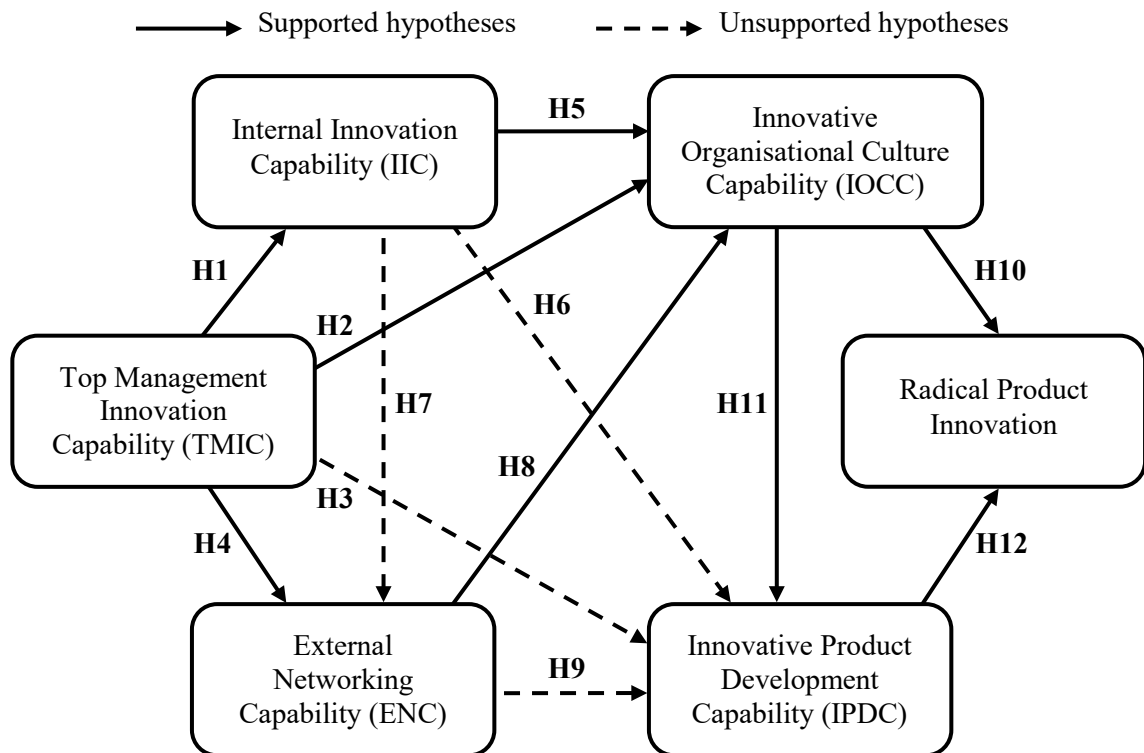 Supported hypotheses
Unsupported hypotheses
Internal Innovation
Capability (IIC)
H5
Innovative
Organisational Culture
Capability (IOCC)
H1
H2
H6
H10
Top Management
Innovation
Capability (TMIC)
H7
H11
Radical Product
Innovation
H8
H3
H4
H12
External
Networking
Capability (ENC)
H9
Innovative Product
Development
Capability (IPDC)